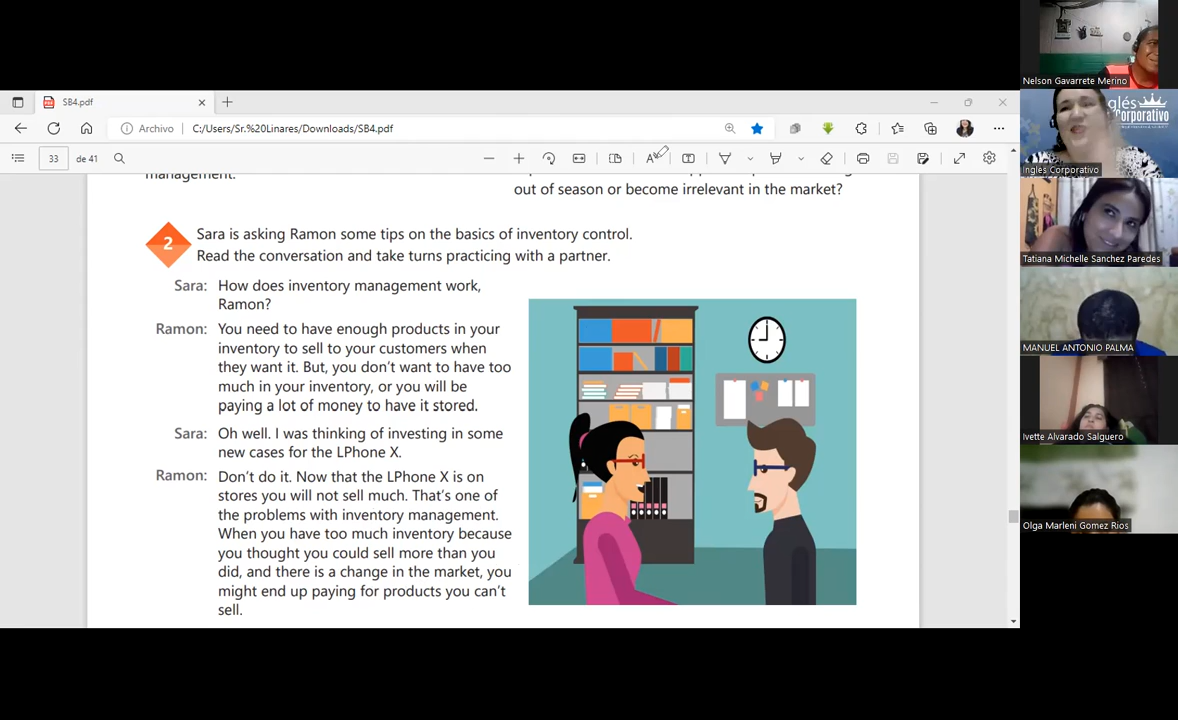 SB4.pdf
Archivo
C:/Users/Sr.%20Linares/Downloads/SB4.pdf
33
de 41
management.
out of season or become irrelevant in the market?
2
Sara is asking Ramon some tips on the basics of inventory control.
Read the conversation and take turns practicing with a partner.
Sara: How does inventory management work,
Ramon?
Ramon: You need to have enough products in your
inventory to sell to your customers when
they want it. But, you don't want to have too
much in your inventory, or you will be
paying a lot of money to have it stored.
Sara: Oh well. I was thinking of investing in some
new cases for the LPhone X.
Ramon: Don't do it. Now that the LPhone X is on
stores you will not sell much. That's one of
the problems with inventory management.
When you have too much inventory because
you thought you could sell more than you
did, and there is a change in the market, you
might end up paying for products you can't
sell.
Nelson Gavarrete Merino
glés
Corporativo
Ingles Corporativo
Tatiana Michelle Sanchez Paredes
MANUEL ANTONIO PALMA
Ivette Alvarado Salguero
Olga Marleni Gomez Rios